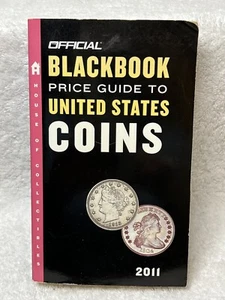 OFFICIAL
BLACKBOOK
PRICE GUIDE TO
UNITED STATES
COINS
HOUSE OF COLLECTIBLES
2011